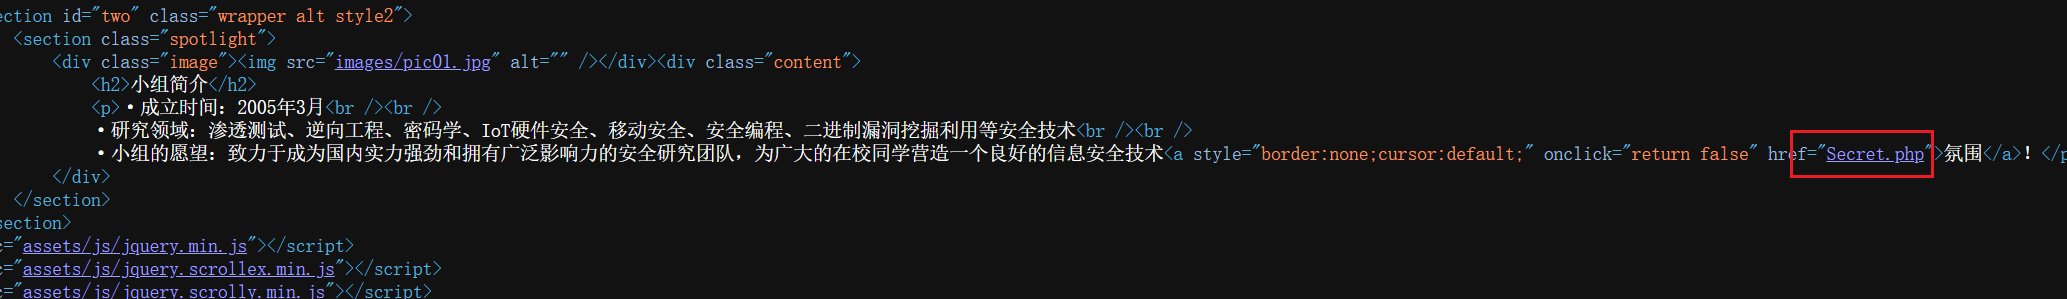 ection id="two" class="wrapper alt style2">
<section class="spotlight">
<div class="image"><img src="images/pic01.jpg" alt="" /></div><div class="content">
<h2>小组简介</h2>
<p>·成立时间：2005年3月<br /><br />
·研究领域：渗透测试、逆向工程、密码学、IoT硬件安全、移动安全、安全编程、二进制漏洞挖掘利用等安全技术<br /><br />
·小组的愿望：致力于成为国内实力强劲和拥有广泛影响力的安全研究团队，为广大的在校同学营造一个良好的信息安全技术<a style="border:none;cursor:default;" onclick="return false" href="Secret.php">氛围</a>！</p
</div>
</section>
section>
c="assets/js/jquery.min.js"></script>
c="assets/js/jquery.scrollex.min.js"></script>
c="assets/js/jquery.scrolly.min.js"></script>